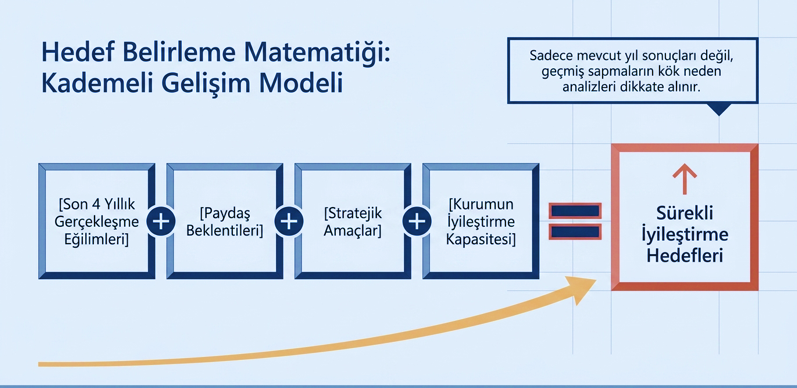 Hedef Belirleme Matematiği:
Kademeli Gelişim Modeli
Sadece mevcut yıl sonuçları değil,
geçmiş sapmaların kök neden
analizleri dikkate alınır.
[Son 4 Yıllık
Gerçekleşme
Eğilimleri]
+
[Paydaş
Beklentileri]
+
[Stratejik
Amaçlar]
+
[Kurumun
İyileştirme
Kapasitesi]
=
↑
Sürekli
İyileştirme
Hedefleri